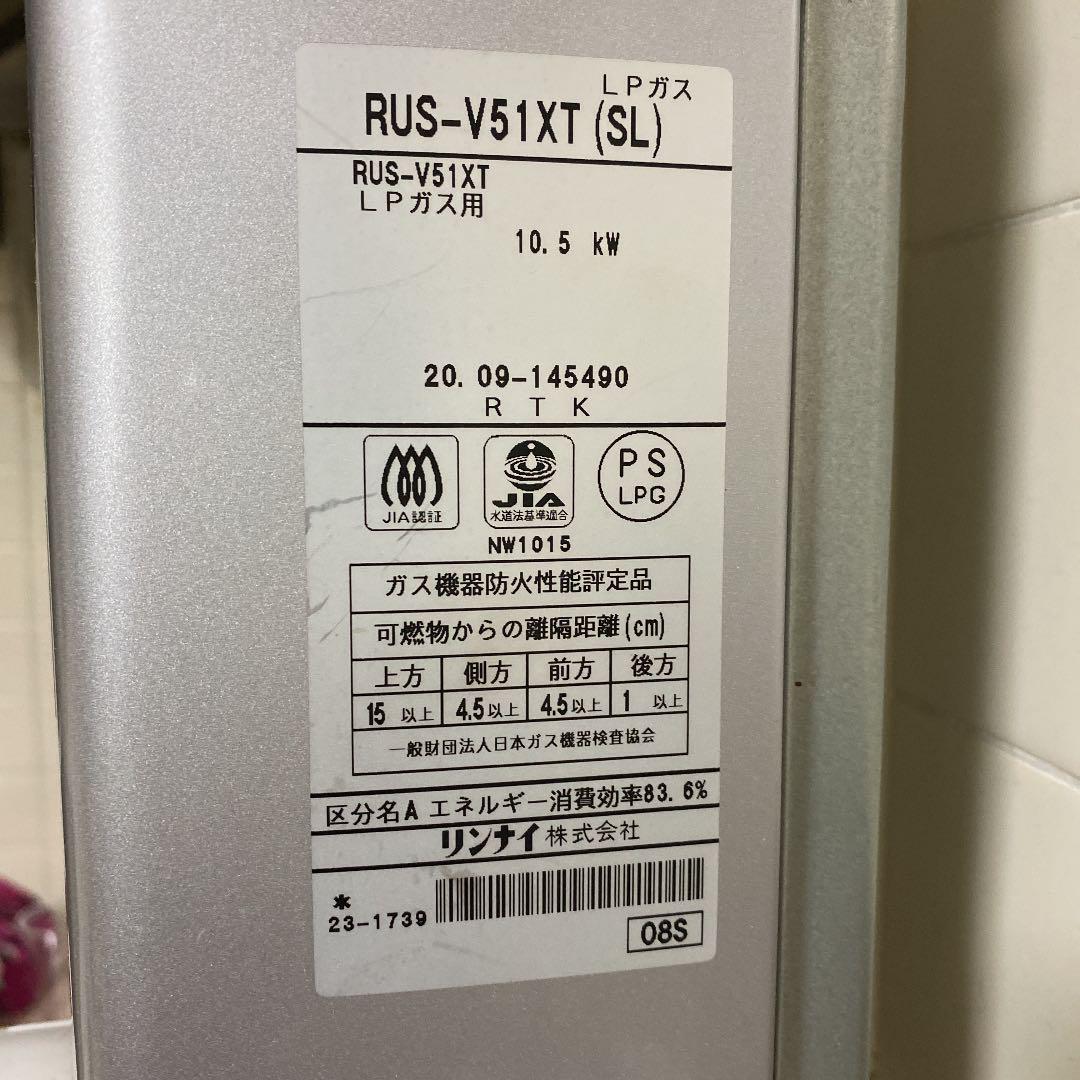 LPガス
RUS-V51XT(SL)
RUS-V51XT
LPガス用
10.5 kW
20.09-145490
RTK
JIA認証
JIA
水道法基準適合
PS
LPG
NW1015
ガス機器防火性能評定品
可燃物からの離隔距離(cm)
上方 側方 前方 後方
15 以上 4.5以上 4.5以上 1 以上
一般財団法人日本ガス機器検査協会
区分名A エネルギー消費効率83.6%
リンナイ株式会社
*
23-1739
08S